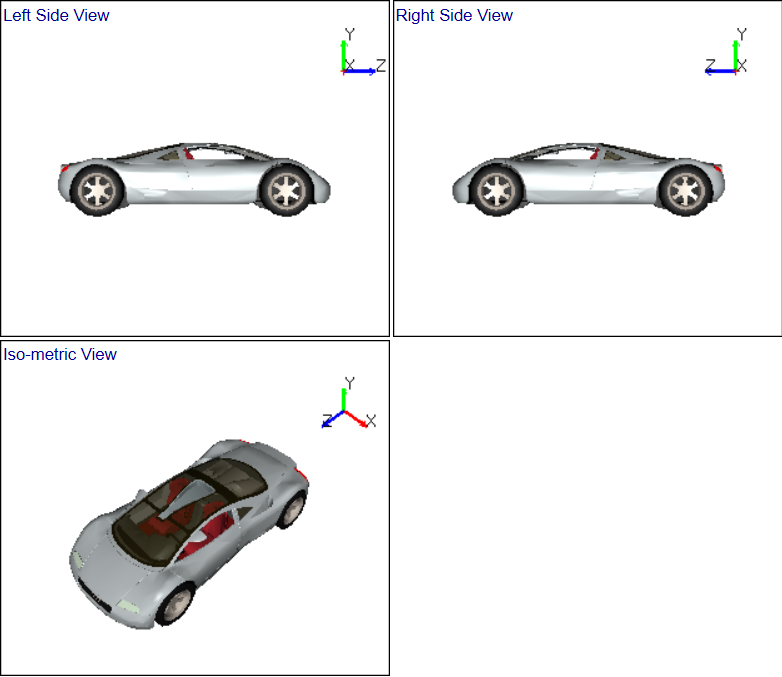 Left Side View
Y
X Z
Right Side View
Y
Z X
Iso-metric View
Y
Z X